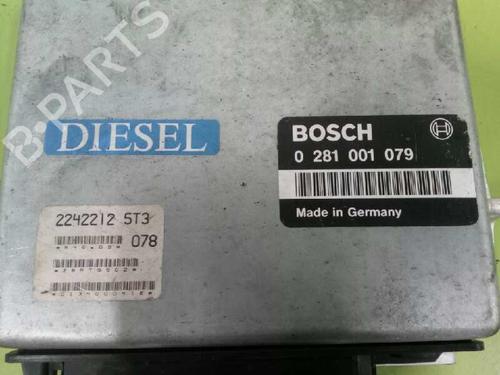 B-PARTS
DIESEL
BOSCH
0 281 001 079
Made in Germany
2242212 5T3
078